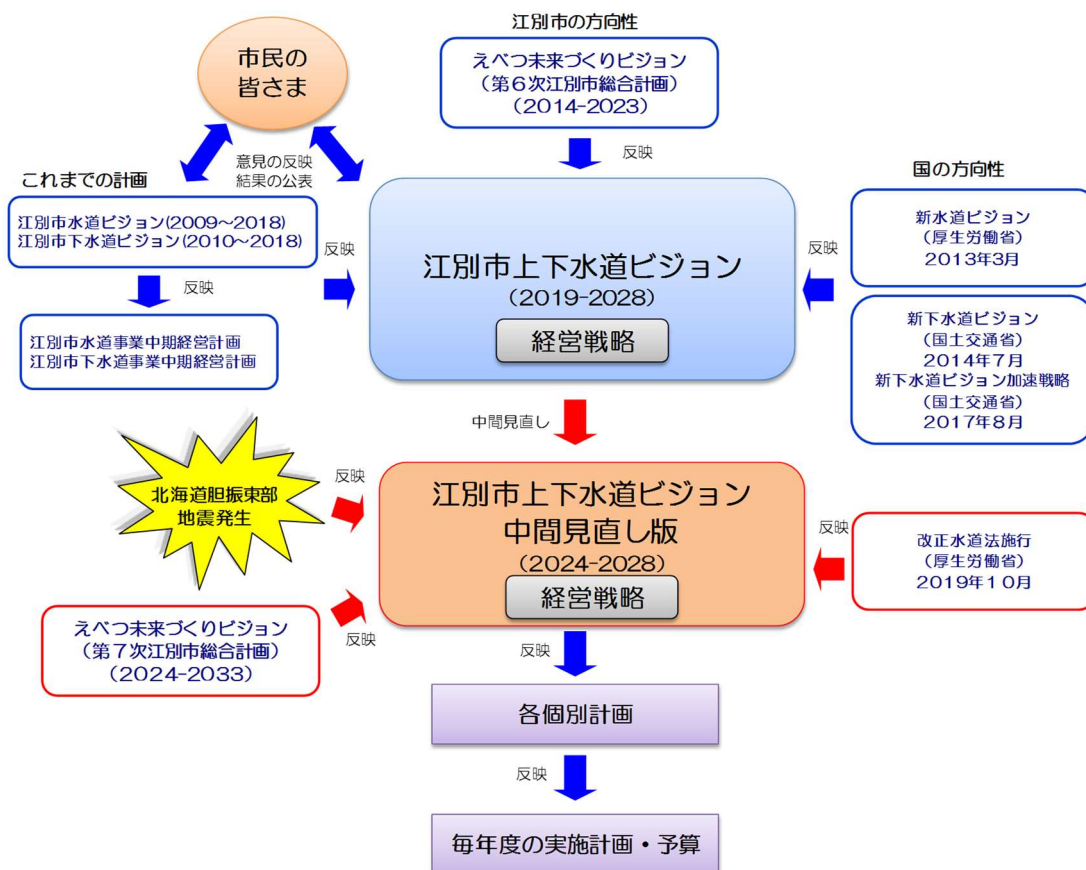 江別市の方向性
市民の
皆さま
えべつ未来づくりビジョン
（第６次江別市総合計画）
（2014-2023）
反映
意見の反映
結果の公表
これまでの計画
江別市水道ビジョン(2009～2018)
江別市下水道ビジョン(2010～2018)
反映
反映
江別市水道事業中期経営計画
江別市下水道事業中期経営計画
江別市上下水道ビジョン
（2019-2028）
経営戦略
国の方向性
反映
新水道ビジョン
（厚生労働省）
2013年3月
新下水道ビジョン
（国土交通省）
2014年7月
新下水道ビジョン加速戦略
（国土交通省）
2017年8月
中間見直し
北海道胆振東部
地震発生
反映
江別市上下水道ビジョン
中間見直し版
（2024-2028）
経営戦略
反映
改正水道法施行
（厚生労働省）
2019年１０月
えべつ未来づくりビジョン
（第７次江別市総合計画）
（2024-2033）
反映
反映
各個別計画
反映
毎年度の実施計画・予算